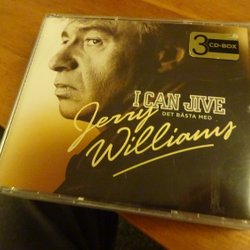 3 CD-BOX
I CAN JIVE
DET BÄSTA MED
Jerry
Williams